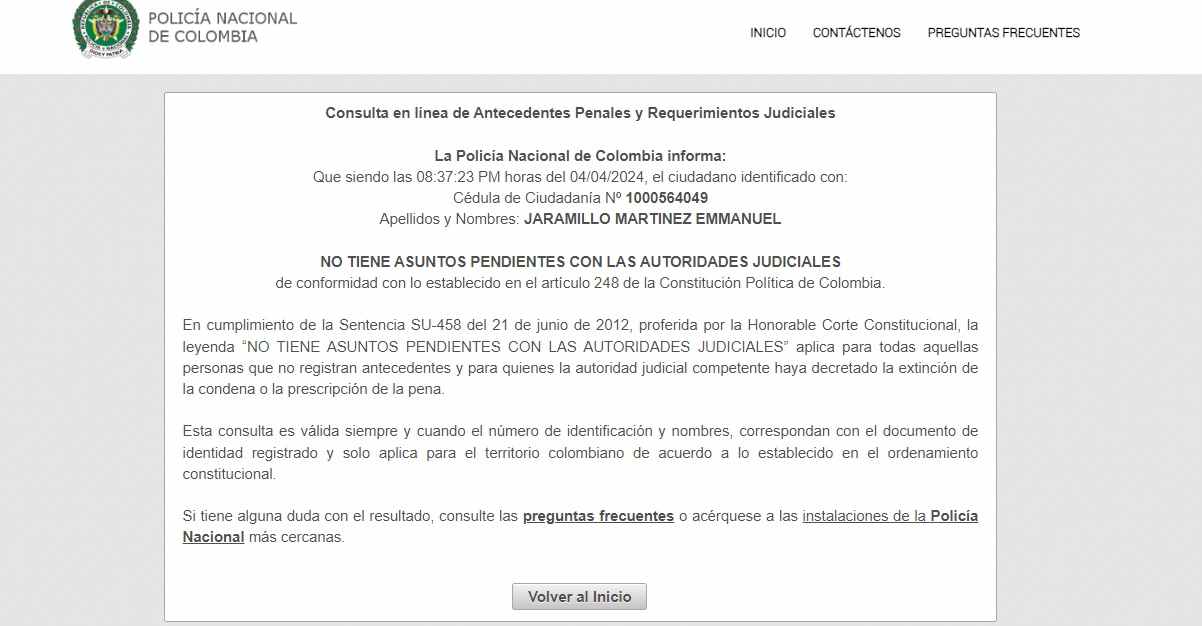 POLICÍA NACIONAL
DE COLOMBIA
INICIO CONTÁCTENOS PREGUNTAS FRECUENTES
Consulta en línea de Antecedentes Penales y Requerimientos Judiciales
La Policía Nacional de Colombia informa:
Que siendo las 08:37:23 PM horas del 04/04/2024, el ciudadano identificado con:
Cédula de Ciudadanía Nº 1000564049
Apellidos y Nombres: JARAMILLO MARTINEZ EMMANUEL
NO TIENE ASUNTOS PENDIENTES CON LAS AUTORIDADES JUDICIALES
de conformidad con lo establecido en el artículo 248 de la Constitución Política de Colombia.
En cumplimiento de la Sentencia SU-458 del 21 de junio de 2012, proferida por la Honorable Corte Constitucional, la
leyenda “NO TIENE ASUNTOS PENDIENTES CON LAS AUTORIDADES JUDICIALES” aplica para todas aquellas
personas que no registran antecedentes y para quienes la autoridad judicial competente haya decretado la extinción de
la condena o la prescripción de la pena.
Esta consulta es válida siempre y cuando el número de identificación y nombres, correspondan con el documento de
identidad registrado y solo aplica para el territorio colombiano de acuerdo a lo establecido en el ordenamiento
constitucional.
Si tiene alguna duda con el resultado, consulte las preguntas frecuentes o acérquese a las instalaciones de la Policía
Nacional más cercanas.
Volver al Inicio